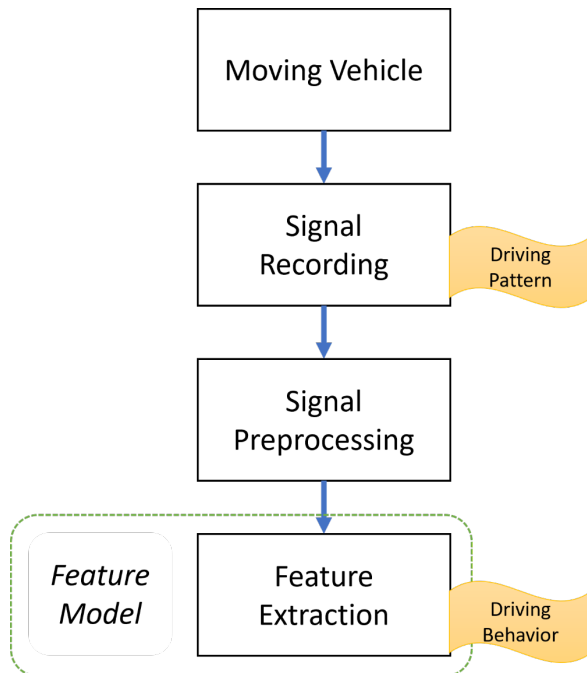 Moving Vehicle
Signal
Recording
Driving
Pattern
Signal
Preprocessing
Feature
Model
Feature
Extraction
Driving
Behavior